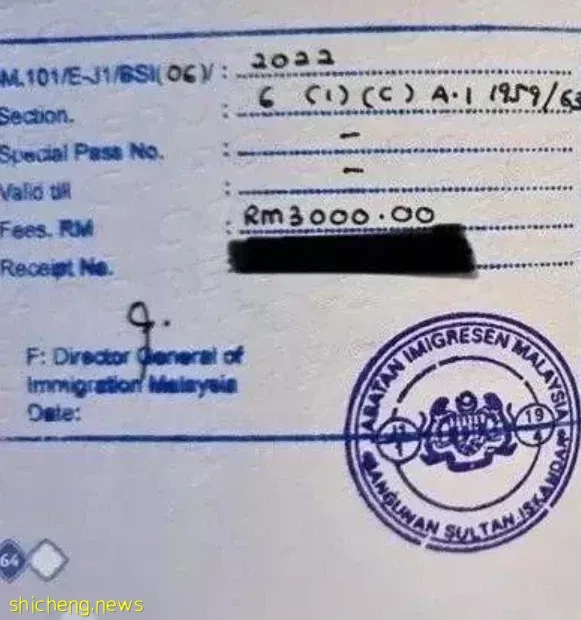 M.101/E-J1/BSI(06)/ : 2022
Section. : 6 (1) (C) A.I 1959/63
Special Pass No. : -
Valid till : -
Fees. RM : RM3000.00
Receipt No.
F: Director General of
Immigration Malaysia
Date:
JABATAN IMIGRESEN MALAYSIA
BANGUNAN SULTAN ISKANDAR
19
64
shicheng.news